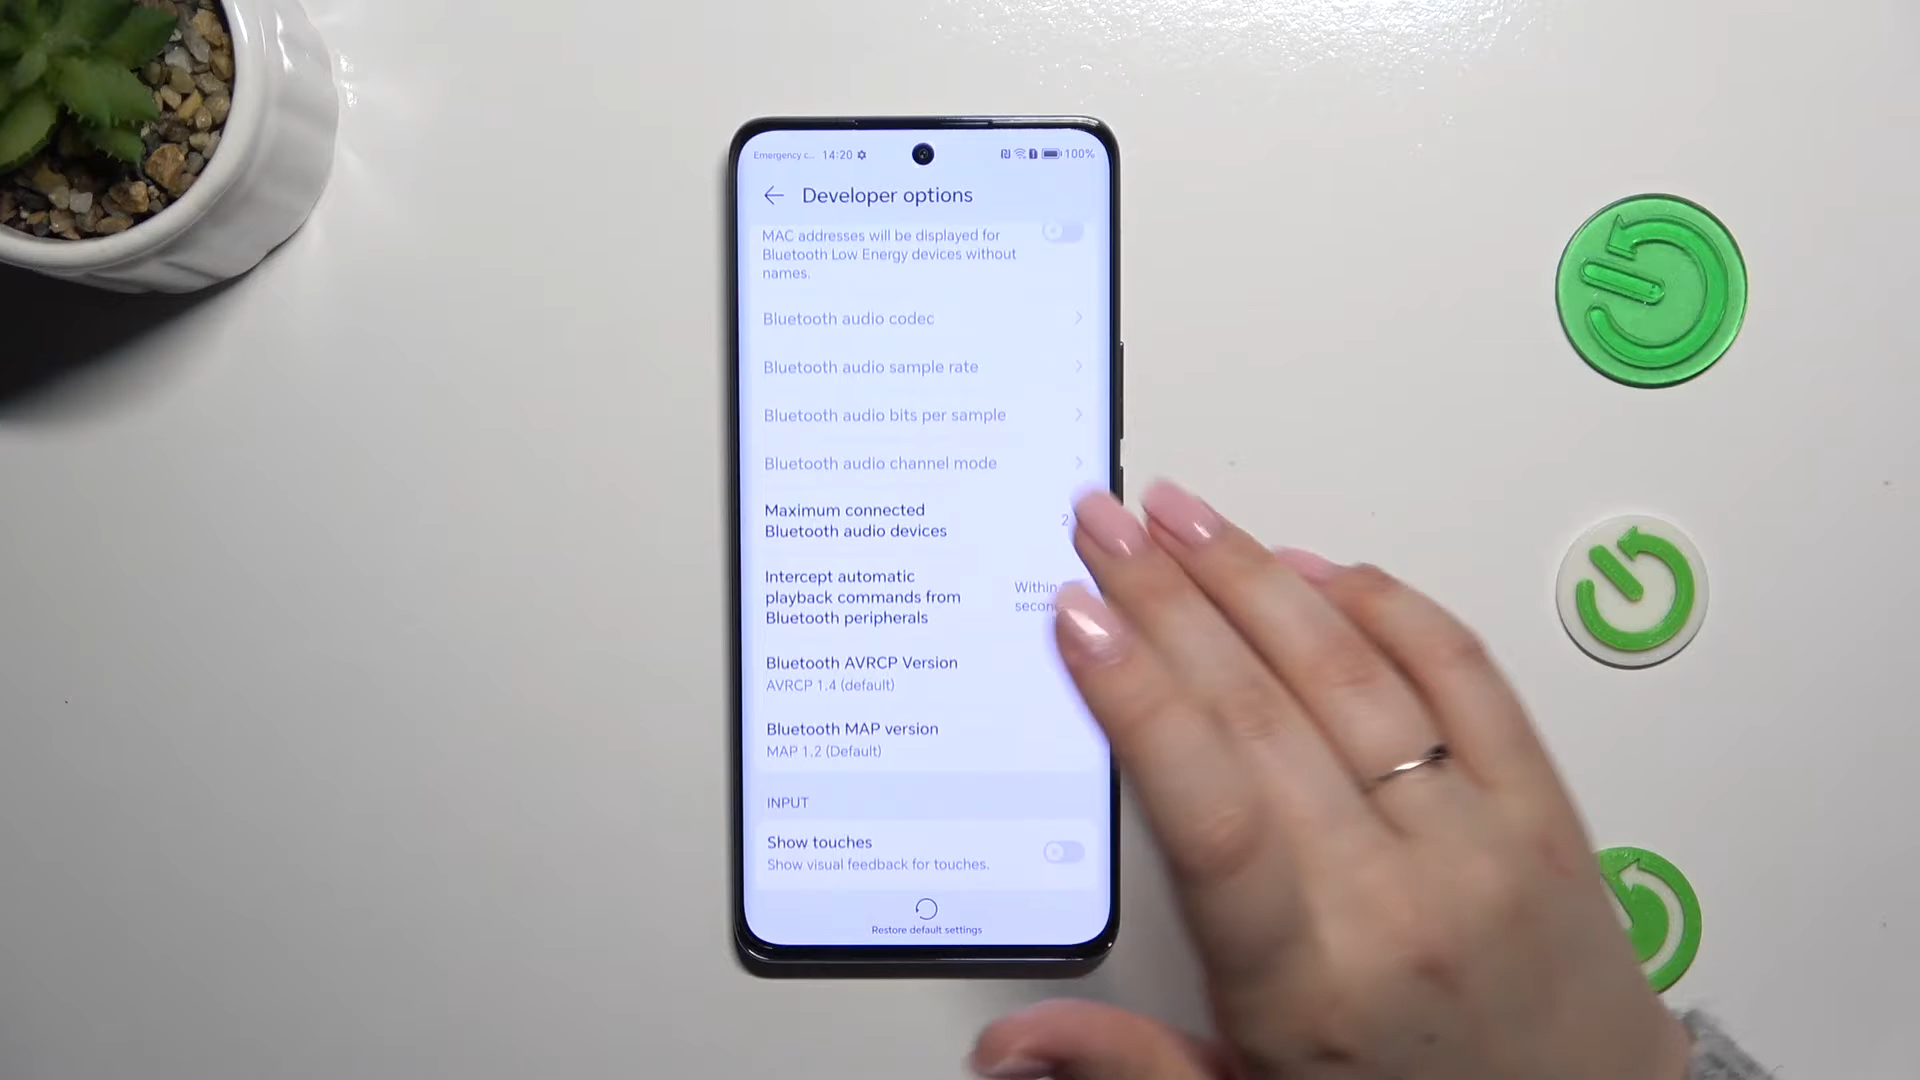 Emergency c... 14:20
100%
Developer options
MAC addresses will be displayed for
Bluetooth Low Energy devices without
names.
Bluetooth audio codec
Bluetooth audio sample rate
Bluetooth audio bits per sample
Bluetooth audio channel mode
Maximum connected
Bluetooth audio devices
2
Intercept automatic
playback commands from
Bluetooth peripherals
Within
Bluetooth AVRCP Version
AVRCP 1.4 (default)
Bluetooth MAP version
MAP 1.2 (Default)
INPUT
Show touches
Show visual feedback for touches.
Restore default settings